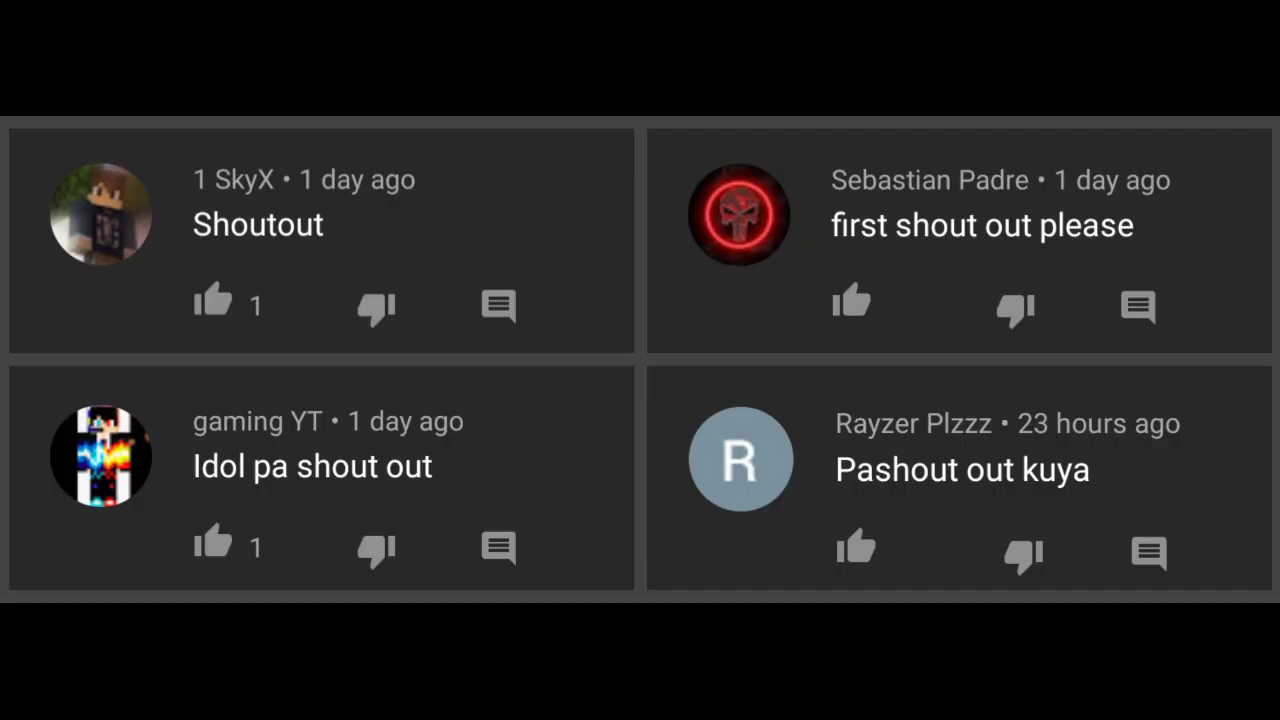 1 SkyX • 1 day ago
Shoutout
1
Sebastian Padre • 1 day ago
first shout out please
gaming YT • 1 day ago
Idol pa shout out
1
R
Rayzer Plzzz • 23 hours ago
Pashout out kuya